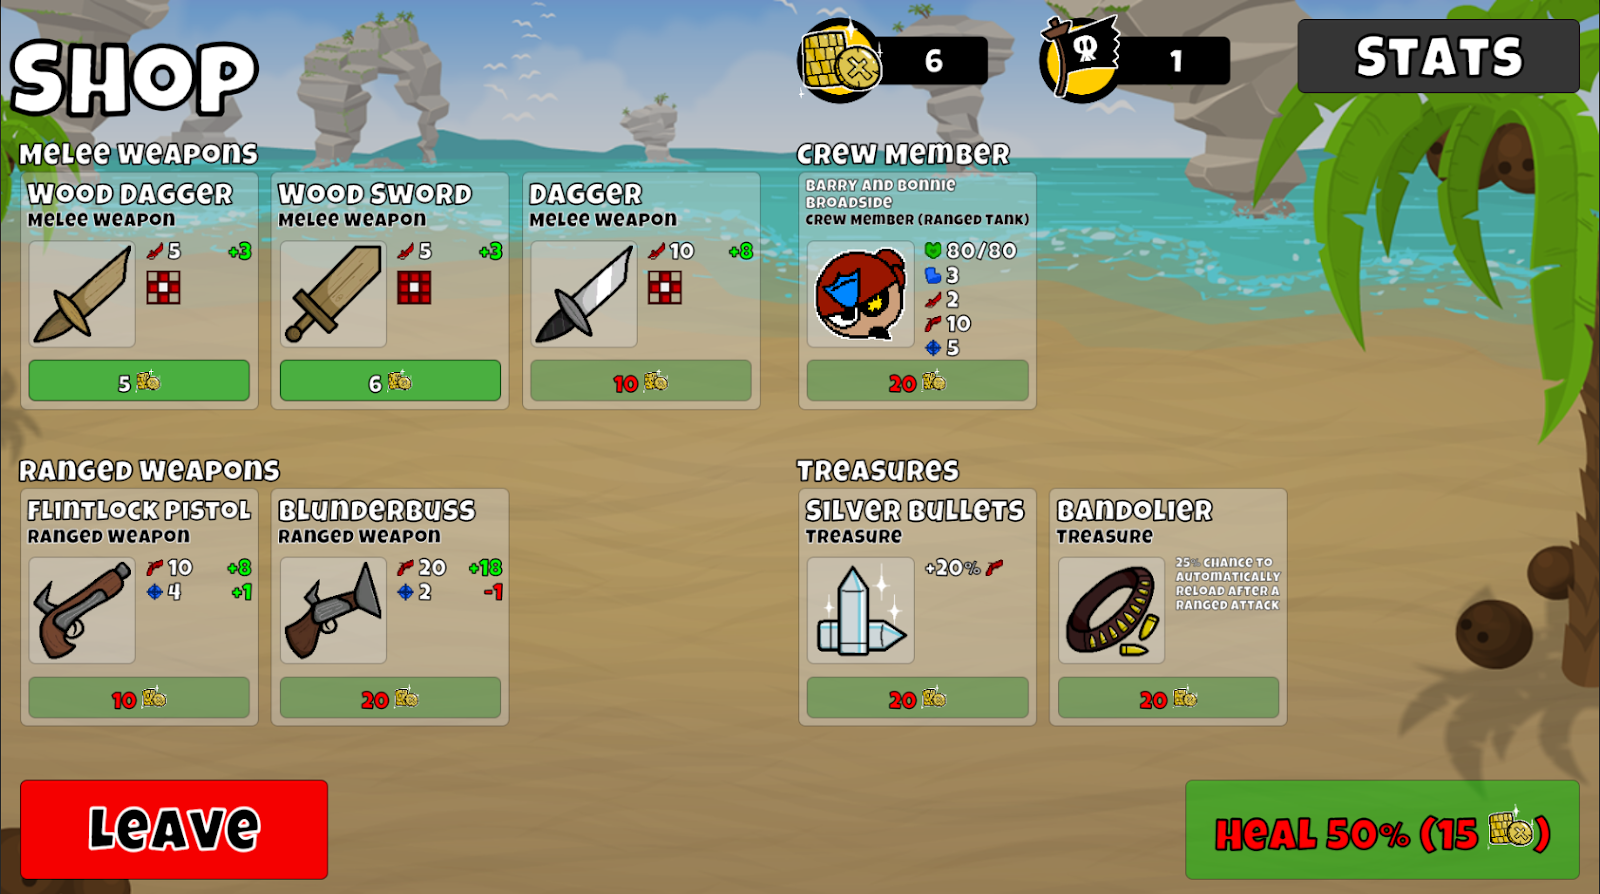 SHOP
6
1
STATS
MELEE WEAPONS
WOOD DAGGER
MELEE WEAPON
5 +3
5
WOOD SWORD
MELEE WEAPON
5 +3
6
DAGGER
MELEE WEAPON
10 +8
10
CREW MEMBER
BARRY AND BONNIE
BROADSIDE
CREW MEMBER (RANGED TANK)
80/80
3
2
10
5
20
RANGED WEAPONS
FLINTLOCK PISTOL
RANGED WEAPON
10 +8
4 +1
10
BLUNDERBUSS
RANGED WEAPON
20 +18
2 -1
20
TREASURES
SILVER BULLETS
TREASURE
+20%
20
BANDOLIER
TREASURE
25% CHANCE TO
AUTOMATICALLY
RELOAD AFTER A
RANGED ATTACK
20
LEAVE
HEAL 50% (15 )